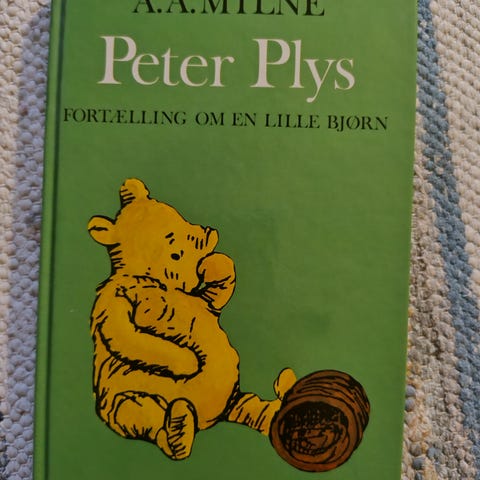 A.A.MILNE
Peter Plys
FORTÆLLING OM EN LILLE BJØRN